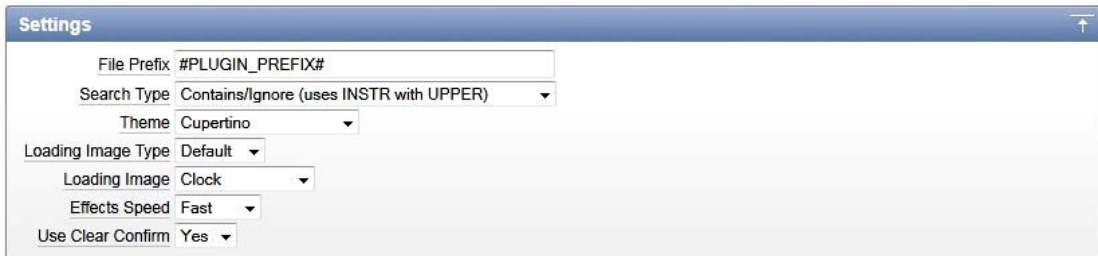 Settings
File Prefix #PLUGIN_PREFIX#
Search Type Contains/Ignore (uses INSTR with UPPER)
Theme Cupertino
Loading Image Type Default
Loading Image Clock
Effects Speed Fast
Use Clear Confirm Yes